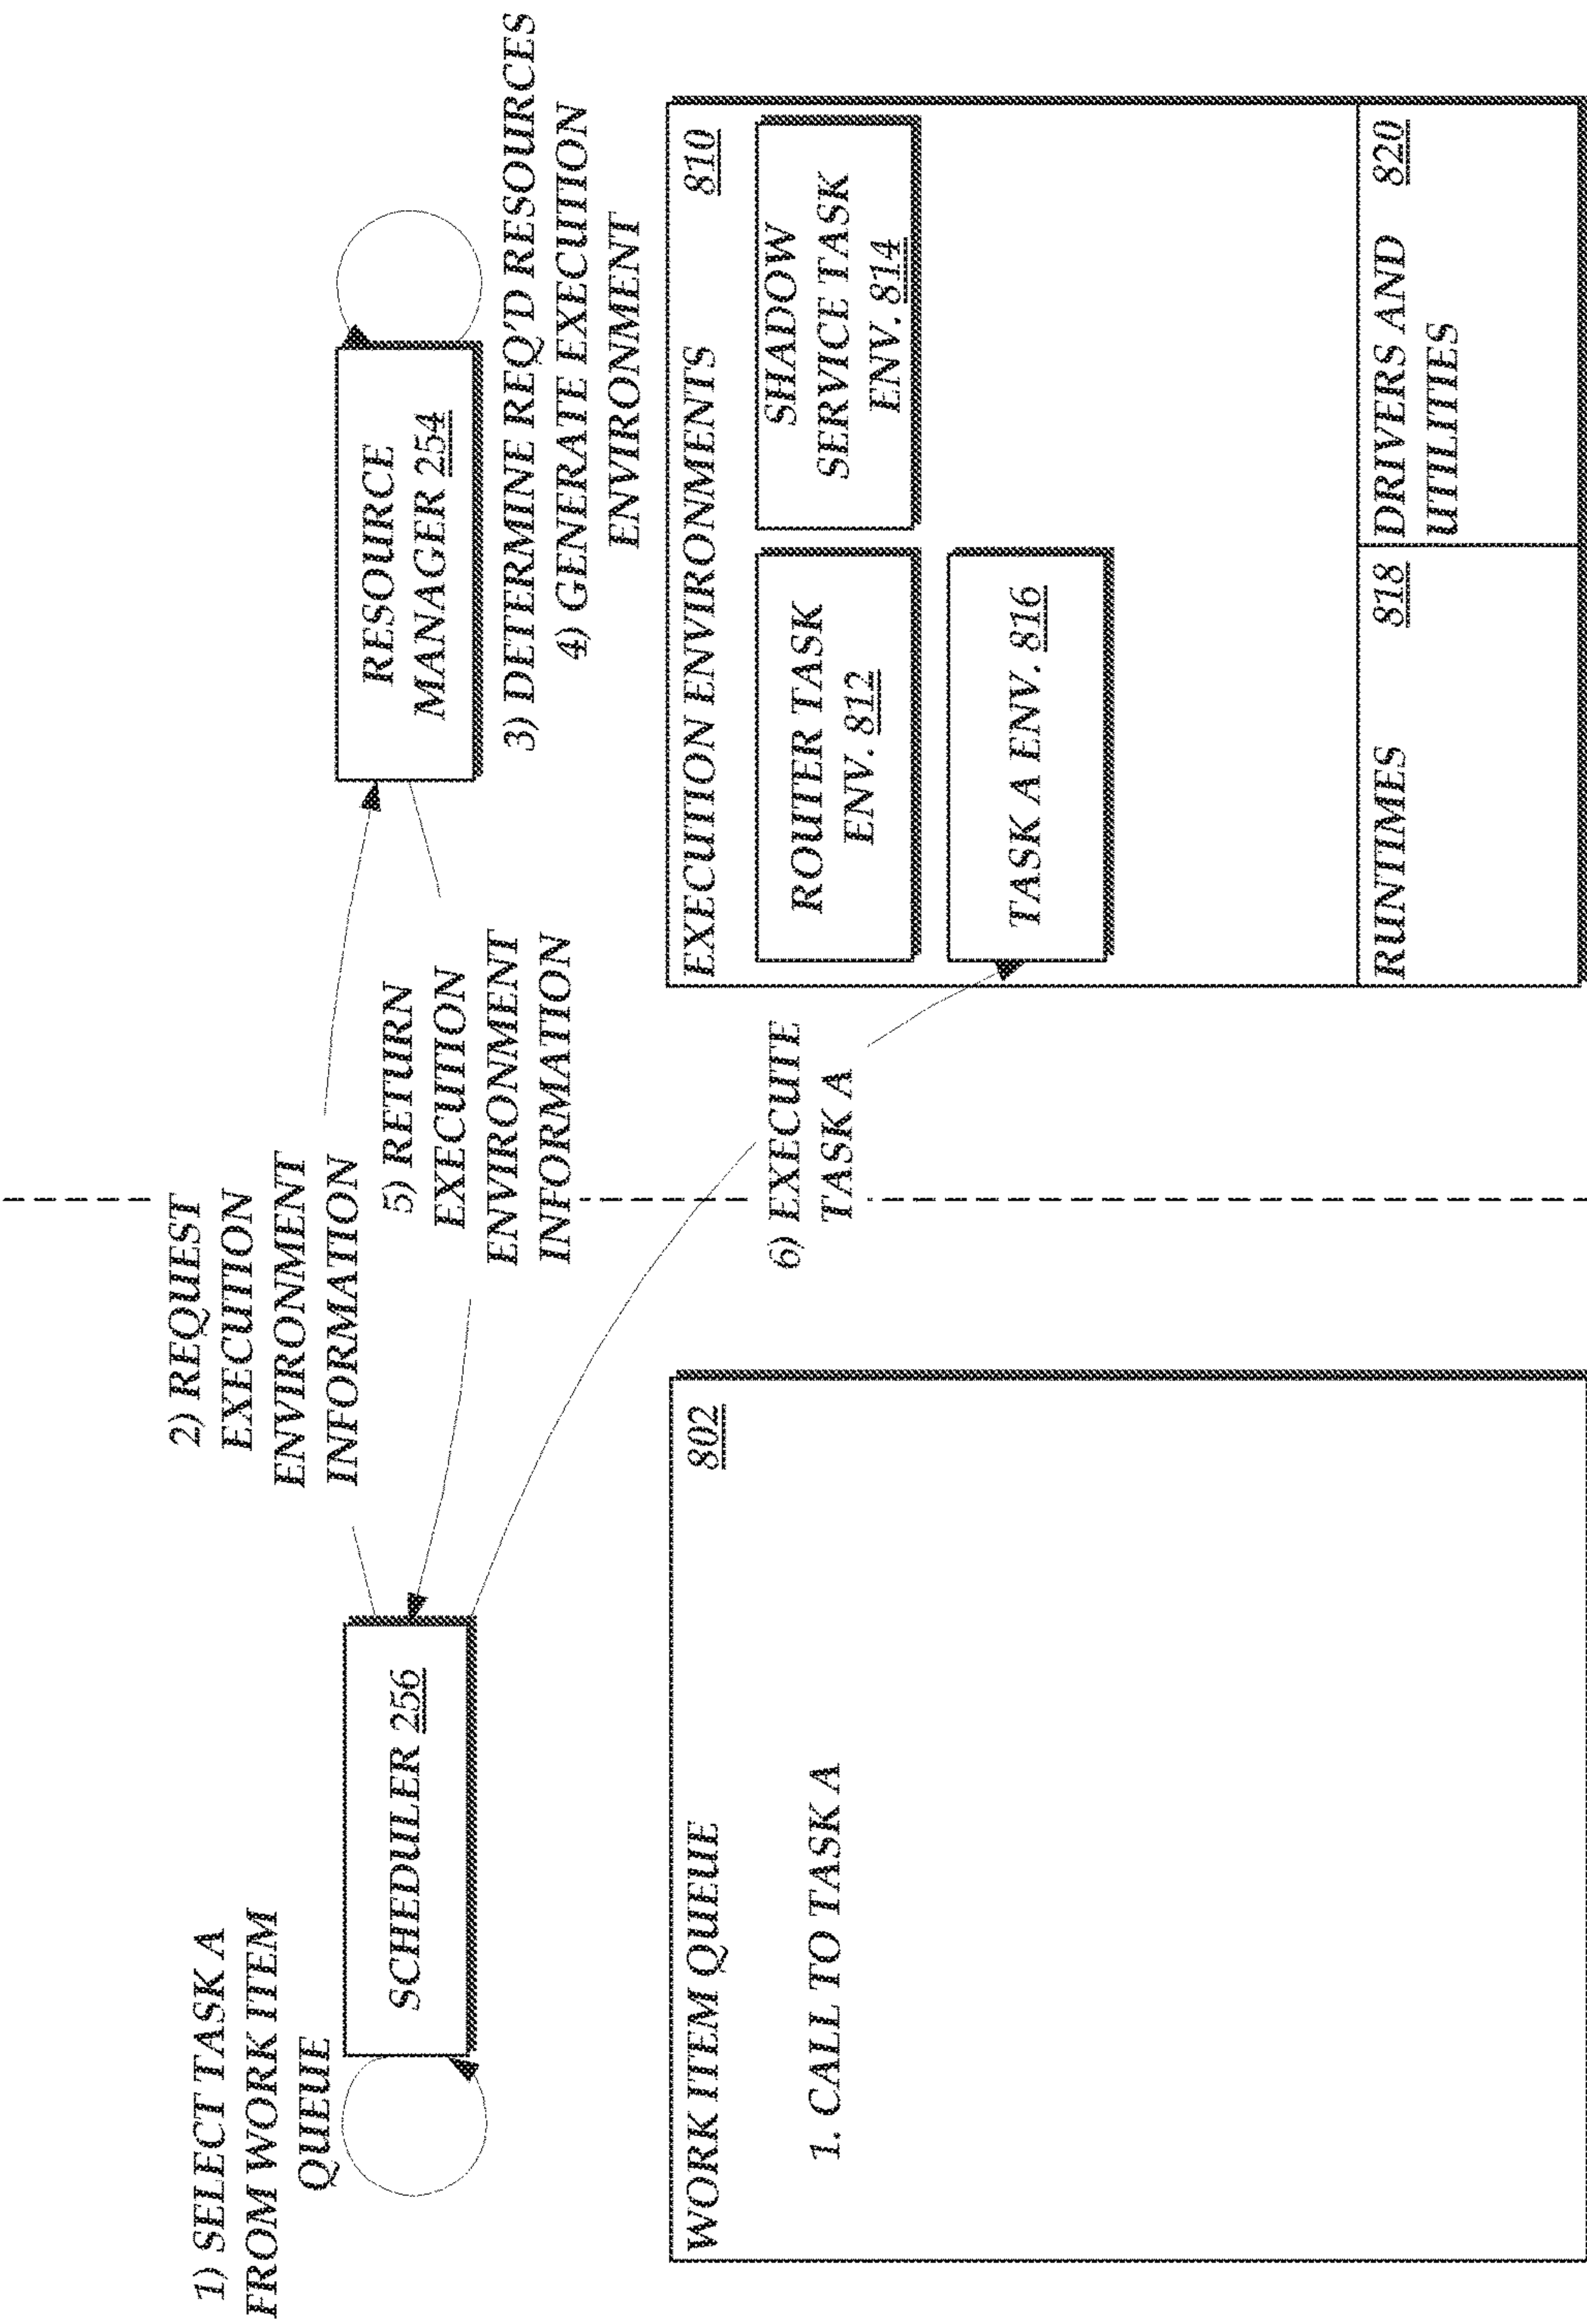 1) SELECT TASK A
FROM WORK ITEM
QUEUE
SCHEDULER 256
2) REQUEST
EXECUTION
ENVIRONMENT
INFORMATION
RESOURCE
MANAGER 254
3) DETERMINE REQ'D RESOURCES
4) GENERATE EXECUTION
ENVIRONMENT
5) RETURN
EXECUTION
ENVIRONMENT
INFORMATION
6) EXECUTE
TASK A
WORK ITEM QUEUE 802
1. CALL TO TASK A
EXECUTION ENVIRONMENTS 810
ROUTER TASK
ENV. 812
SHADOW
SERVICE TASK
ENV. 814
TASK A ENV. 816
RUNTIMES 818
DRIVERS AND 820
UTILITIES